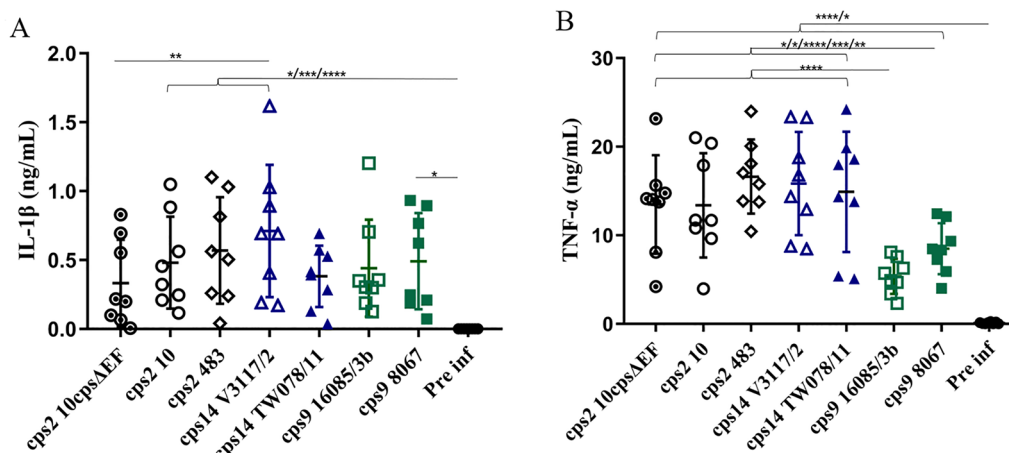 A
IL-1β (ng/mL)
2.0
1.5
1.0
0.5
0.0
**
*/***/****
*
cps2 10cpsΔEF
cps2 10
cps2 483
cps14 V3117/2
cps14 TW078/11
cps9 16085/3b
cps9 8067
Pre inf
B
TNF-α (ng/mL)
30
20
10
0
****/*
*/*/****/***/**
****
cps2 10cpsΔEF
cps2 10
cps2 483
cps14 V3117/2
cps14 TW078/11
cps9 16085/3b
cps9 8067
Pre inf